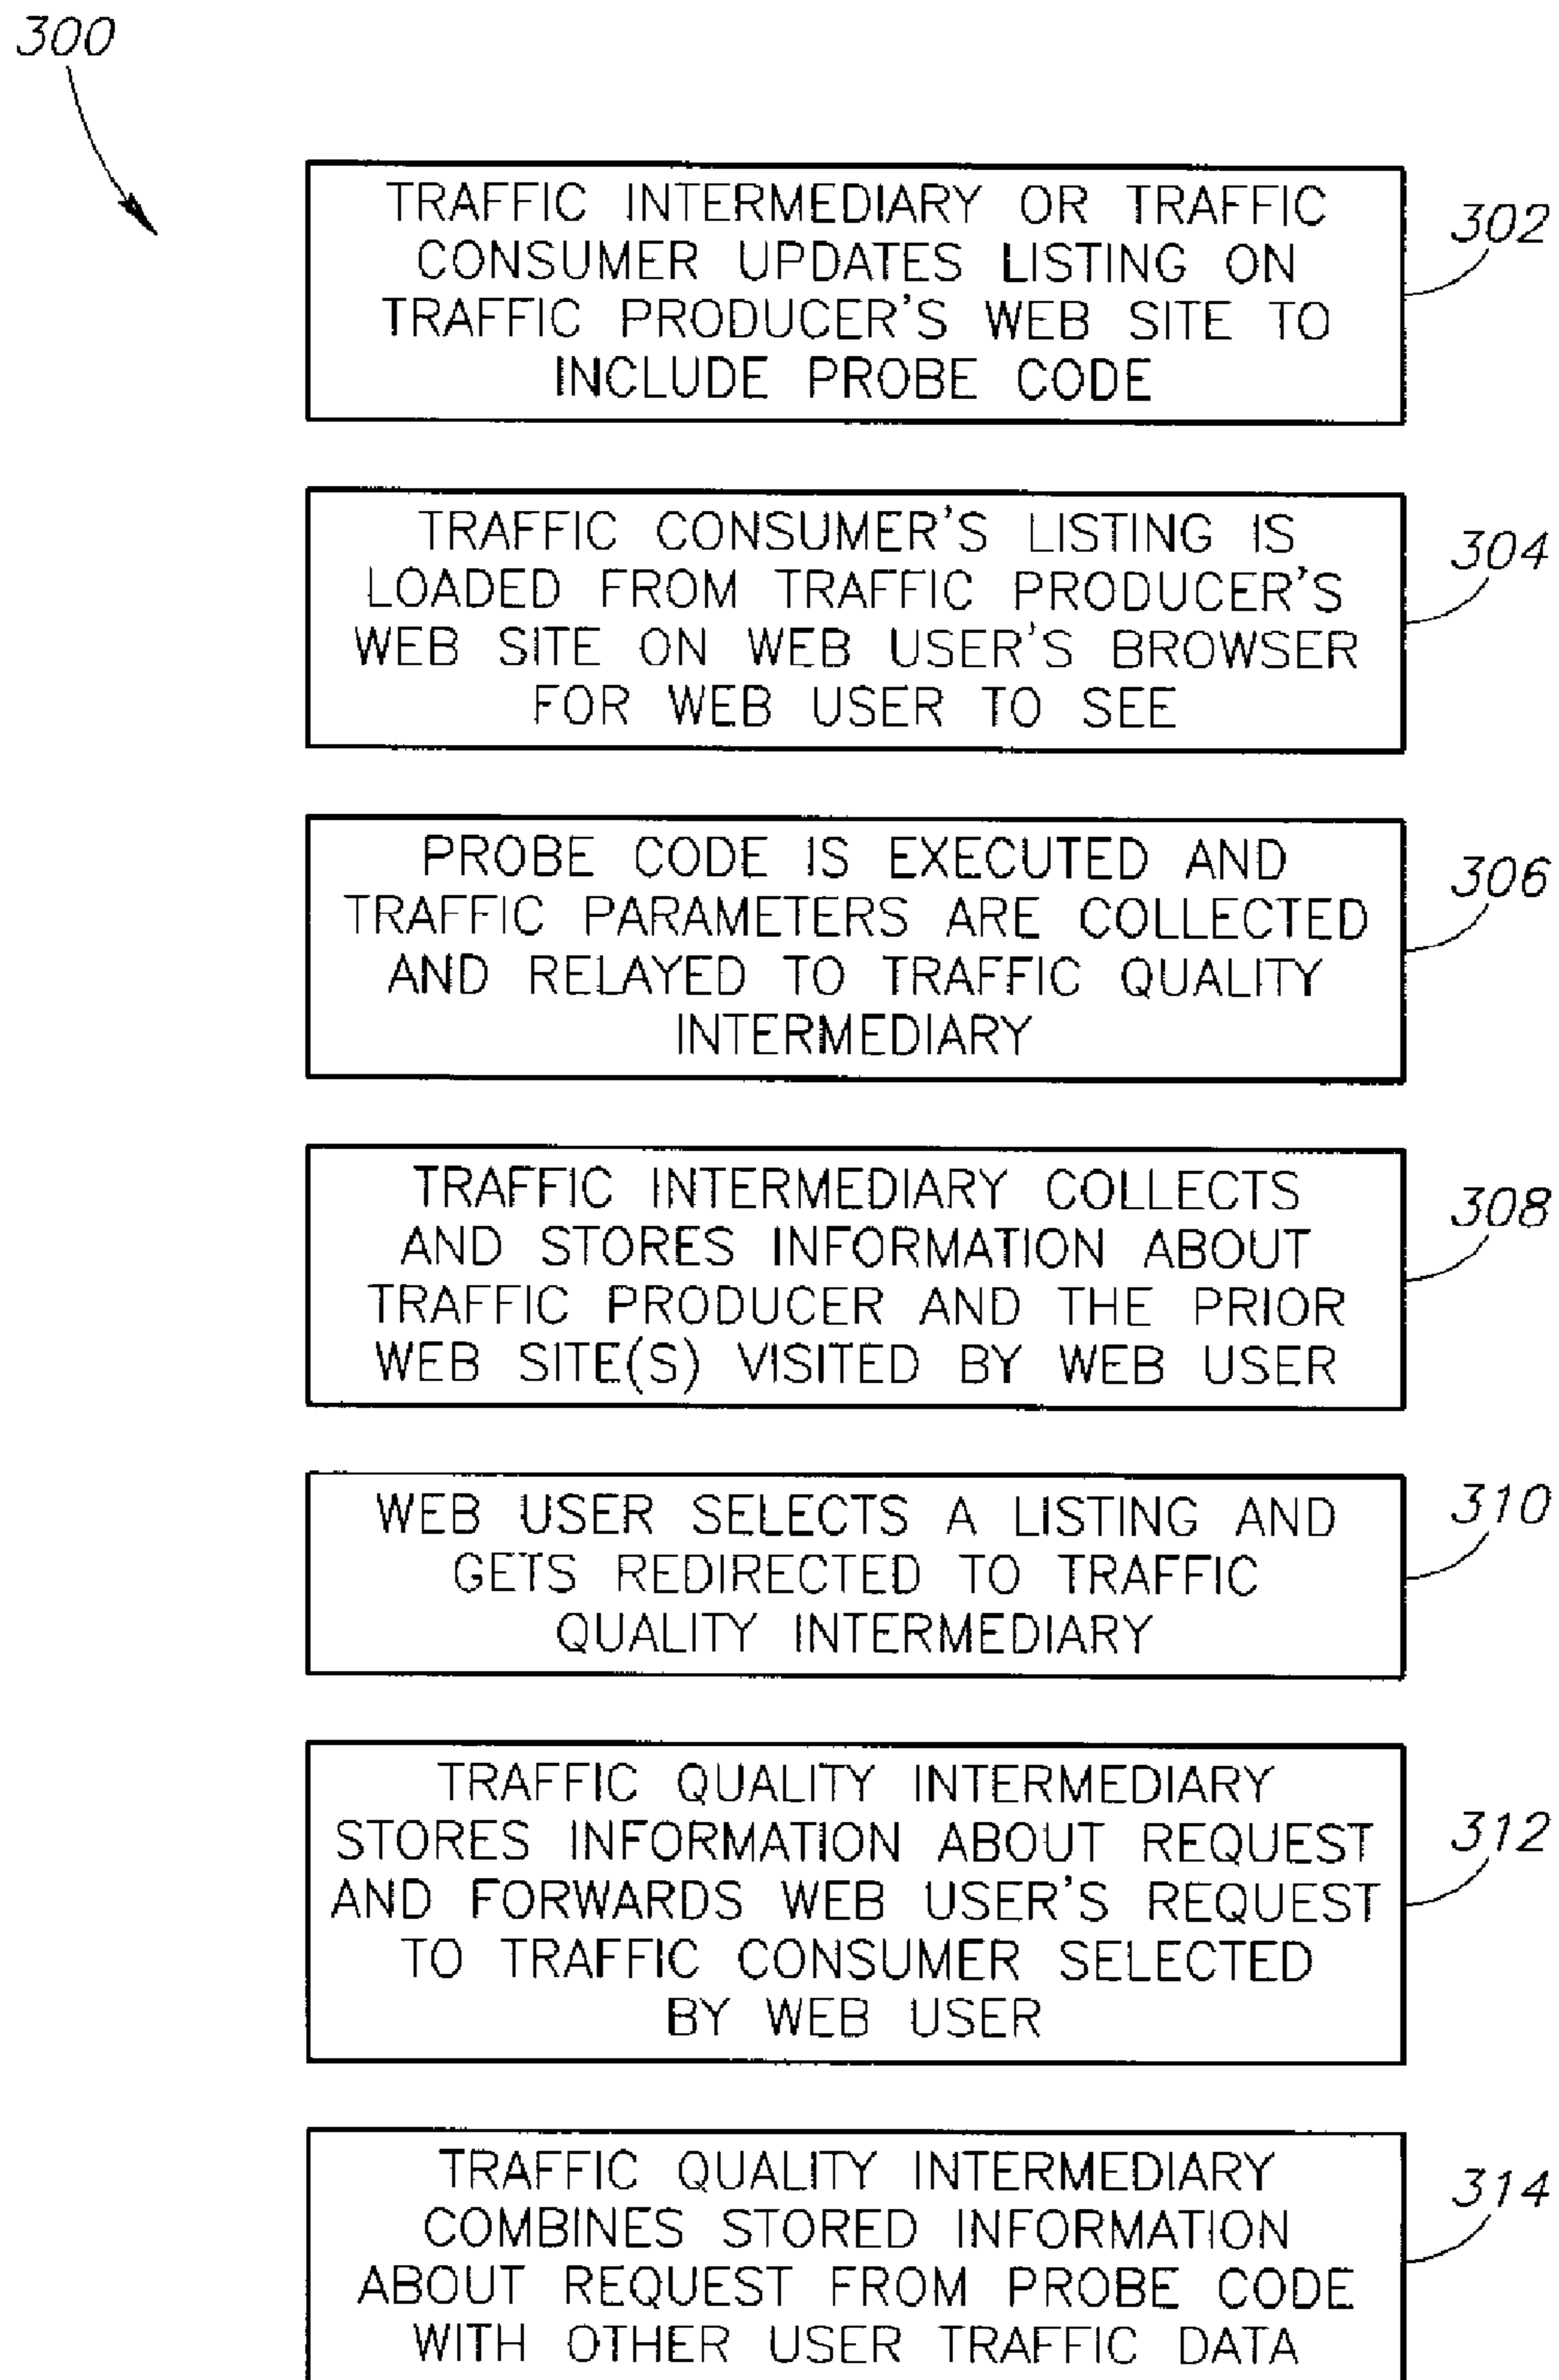 300
TRAFFIC INTERMEDIARY OR TRAFFIC
CONSUMER UPDATES LISTING ON
TRAFFIC PRODUCER'S WEB SITE TO
INCLUDE PROBE CODE
302
TRAFFIC CONSUMER'S LISTING IS
LOADED FROM TRAFFIC PRODUCER'S
WEB SITE ON WEB USER'S BROWSER
FOR WEB USER TO SEE
304
PROBE CODE IS EXECUTED AND
TRAFFIC PARAMETERS ARE COLLECTED
AND RELAYED TO TRAFFIC QUALITY
INTERMEDIARY
306
TRAFFIC INTERMEDIARY COLLECTS
AND STORES INFORMATION ABOUT
TRAFFIC PRODUCER AND THE PRIOR
WEB SITE(S) VISITED BY WEB USER
308
WEB USER SELECTS A LISTING AND
GETS REDIRECTED TO TRAFFIC
QUALITY INTERMEDIARY
310
TRAFFIC QUALITY INTERMEDIARY
STORES INFORMATION ABOUT REQUEST
AND FORWARDS WEB USER'S REQUEST
TO TRAFFIC CONSUMER SELECTED
BY WEB USER
312
TRAFFIC QUALITY INTERMEDIARY
COMBINES STORED INFORMATION
ABOUT REQUEST FROM PROBE CODE
WITH OTHER USER TRAFFIC DATA
314